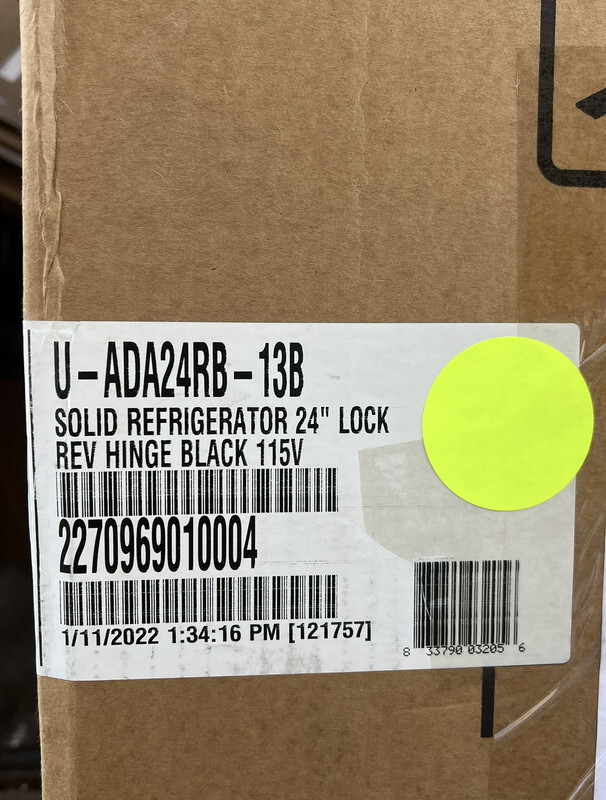 U-ADA24RB-13B
SOLID REFRIGERATOR 24" LOCK
REV HINGE BLACK 115V
2270969010004
1/11/2022 1:34:16 PM [121757]
8 33790 03205 6